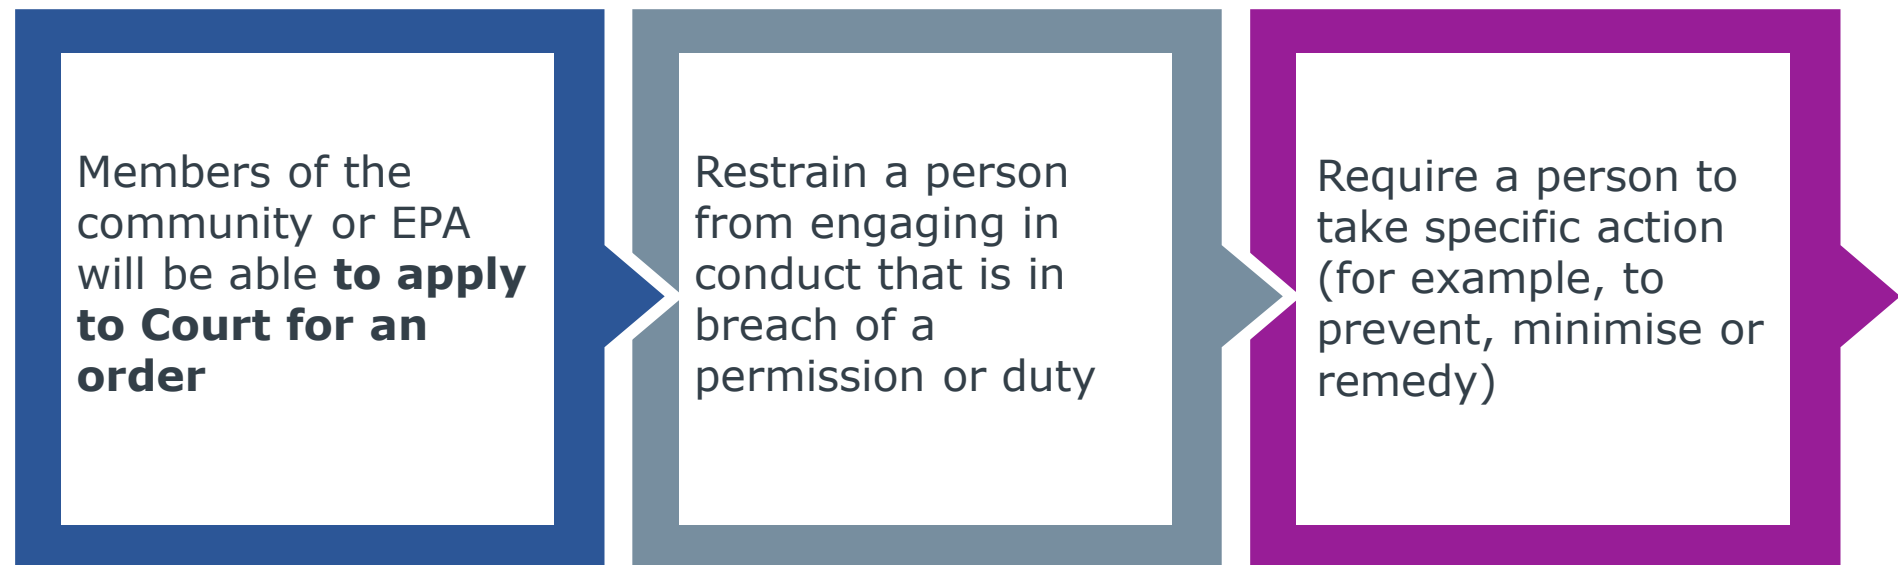 Members of the
community or EPA
will be able to apply
to Court for an
order
Restrain a person
from engaging in
conduct that is in
breach of a
permission or duty
Require a person to
take specific action
(for example, to
prevent, minimise or
remedy)